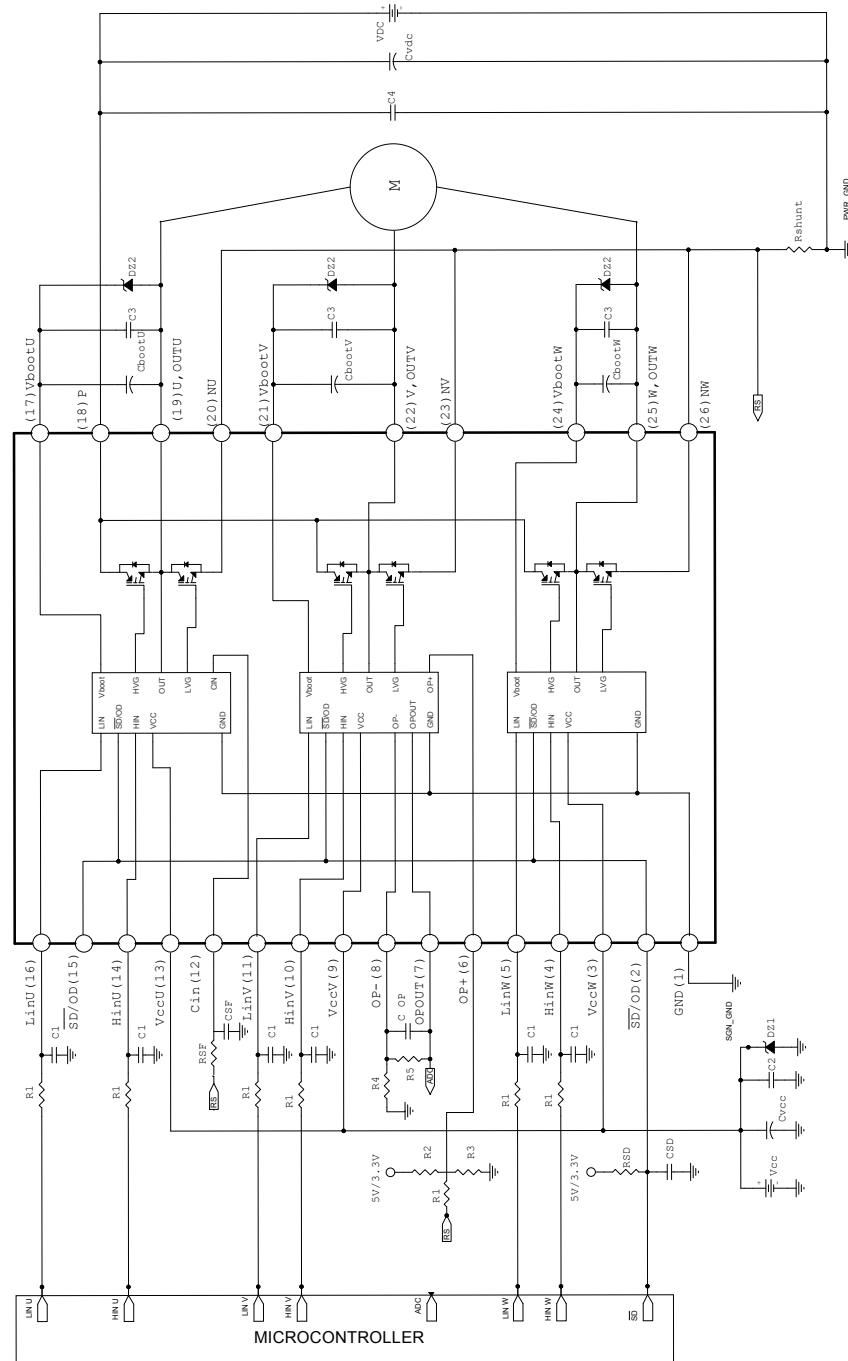 VDC
+
-
Cvdc
C4
M
PWR_GND
Rshunt
DZ2
C3
CbootU
DZ2
C3
CbootV
DZ2
C3
CbootW
RS
(17)VbootU
(18)P
(19)U,OUTU
(20)NU
(21)VbootV
(22)V,OUTV
(23)NV
(24)VbootW
(25)W,OUTW
(26)NW
Vboot
HVG
OUT
LVG
CIN
LIN
SD/OD
HIN
VCC
GND
Vboot
HVG
OUT
LVG
OP+
LIN
SD/OD
HIN
VCC
OP-
OPOUT
GND
Vboot
HVG
OUT
LVG
LIN
SD/OD
HIN
VCC
GND
LinU(16)
SD/OD(15)
HinU(14)
VccU(13)
Cin(12)
LinV(11)
HinV(10)
VccV(9)
OP-(8)
OPOUT(7)
OP+(6)
LinW(5)
HinW(4)
VccW(3)
SD/OD(2)
GND(1)
C1
R1
C1
R1
CSF
RSF
RS
C1
R1
C1
R1
C OP
R4
R5
ADC
R2
R3
5V/3.3V
R1
RS
C1
R1
C1
R1
5V/3.3V
RSD
CSD
SGN_GND
DZ1
C2
Cvcc
Vcc
+
-
LIN U
HIN U
LIN V
HIN V
ADC
LIN W
HIN W
SD
MICROCONTROLLER